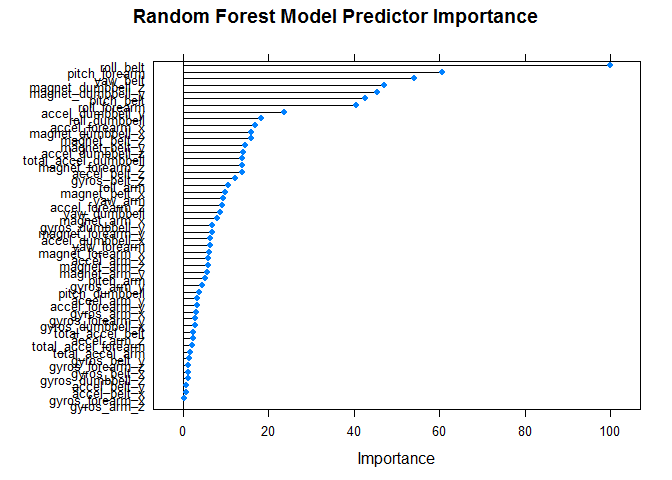 Random Forest Model Predictor Importance
roll_belt
pitch_forearm
yaw_belt
magnet_dumbbell_z
magnet_dumbbell_y
pitch_belt
roll_forearm
accel_dumbbell_y
roll_dumbbell
accel_forearm_x
magnet_dumbbell_x
magnet_belt_z
magnet_belt_y
accel_dumbbell_z
total_accel_dumbbell
magnet_forearm_z
accel_belt_z
gyros_belt_z
roll_arm
magnet_belt_x
yaw_arm
accel_forearm_z
yaw_dumbbell
magnet_arm_x
gyros_dumbbell_y
magnet_forearm_y
accel_dumbbell_x
yaw_forearm
magnet_forearm_x
accel_arm_x
magnet_arm_z
magnet_arm_y
pitch_arm
gyros_arm_y
pitch_dumbbell
accel_arm_y
accel_forearm_y
gyros_arm_x
gyros_forearm_y
gyros_dumbbell_x
total_accel_belt
accel_arm_z
total_accel_forearm
total_accel_arm
gyros_belt_y
gyros_forearm_z
gyros_belt_x
gyros_dumbbell_z
accel_belt_y
accel_belt_x
gyros_forearm_x
gyros_arm_z
0 20 40 60 80 100
Importance